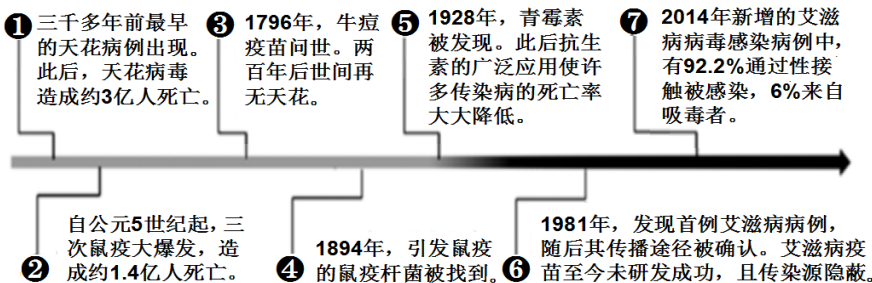 ❶ 三千多年前最早
的天花病例出现。
此后，天花病毒
造成约3亿人死亡。
❸ 1796年，牛痘
疫苗问世。两
百年后世间再
无天花。
❺ 1928年，青霉素
被发现。此后抗生
素的广泛应用使许
多传染病的死亡率
大大降低。
❼ 2014年新增的艾滋
病病毒感染病例中，
有92.2%通过性接
触被感染，6%来自
吸毒者。
自公元5世纪起，三
次鼠疫大爆发，造
❷ 成约1.4亿人死亡。
1894年，引发鼠疫
❹ 的鼠疫杆菌被找到。
1981年，发现首例艾滋病病例，
随后其传播途径被确认。艾滋病疫
❻ 苗至今未研发成功，且传染源隐蔽。